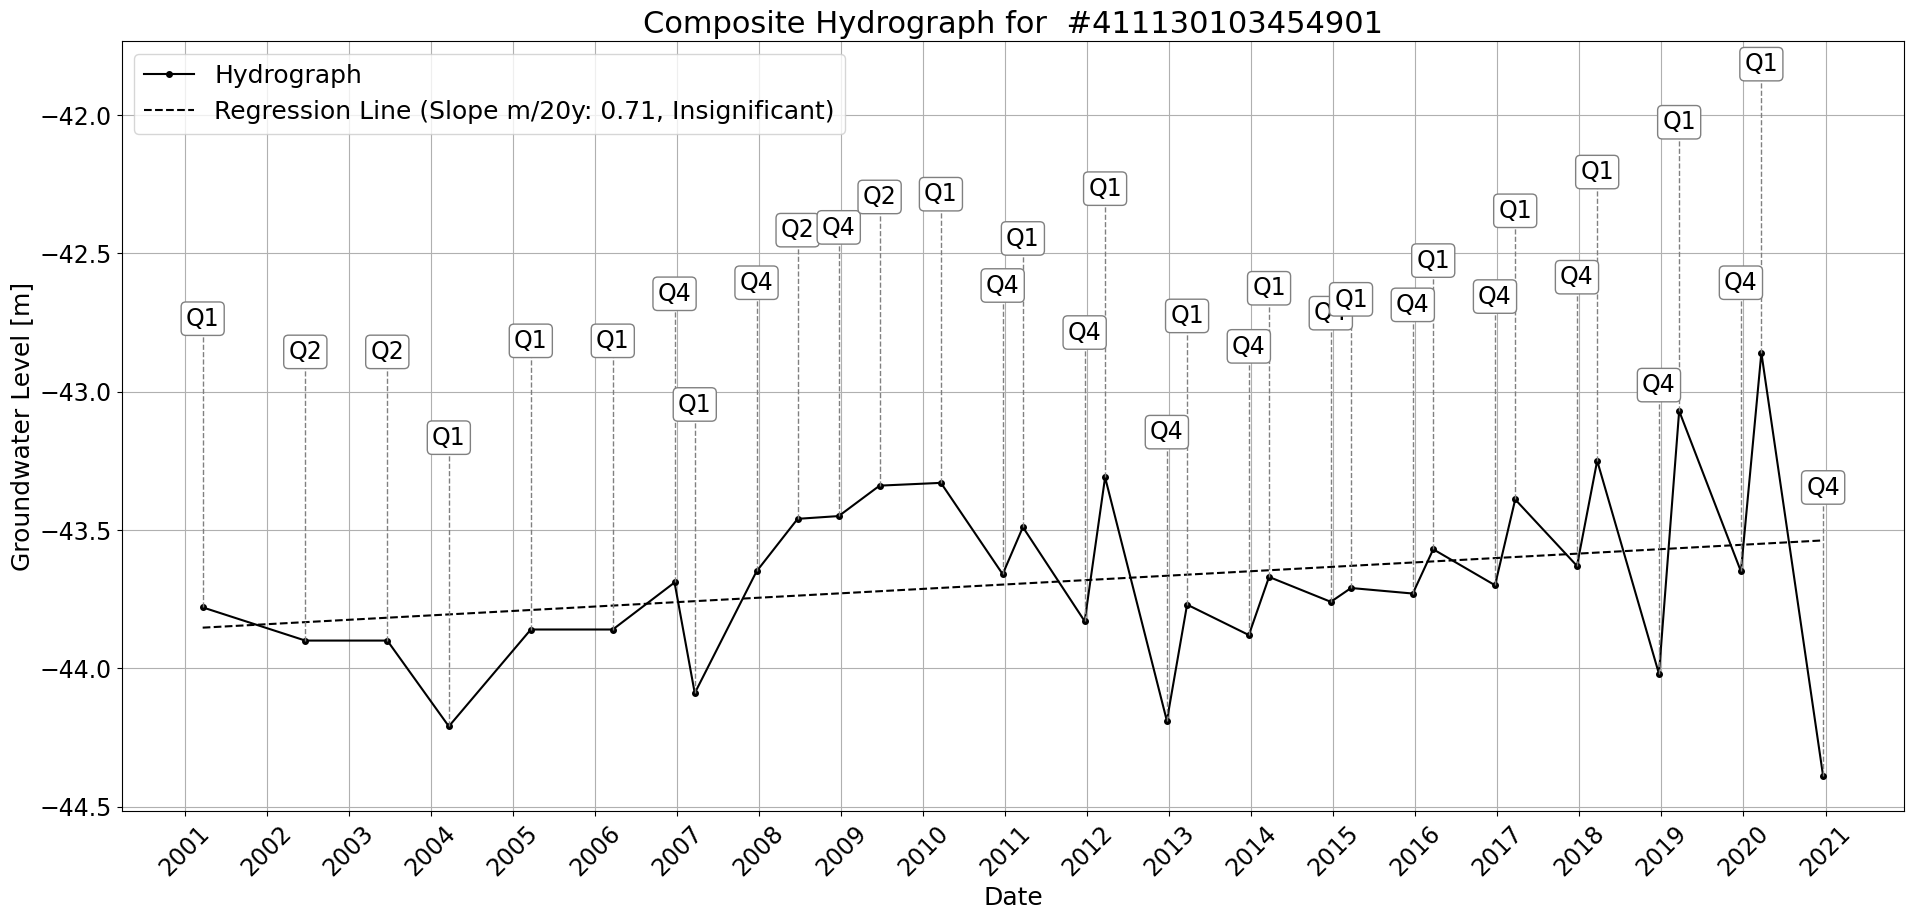 Composite Hydrograph for  #411130103454901
Hydrograph
Regression Line (Slope m/20y: 0.71, Insignificant)
Groundwater Level [m]
−42.0
−42.5
−43.0
−43.5
−44.0
−44.5
Q1
Q2
Q2
Q1
Q1
Q1
Q4
Q1
Q4
Q2
Q4
Q2
Q1
Q4
Q1
Q4
Q1
Q4
Q1
Q4
Q1
Q1
Q4
Q1
Q4
Q1
Q4
Q1
Q4
Q1
Q4
Q1
Q4
2001
2002
2003
2004
2005
2006
2007
2008
2009
2010
2011
2012
2013
2014
2015
2016
2017
2018
2019
2020
2021
Date